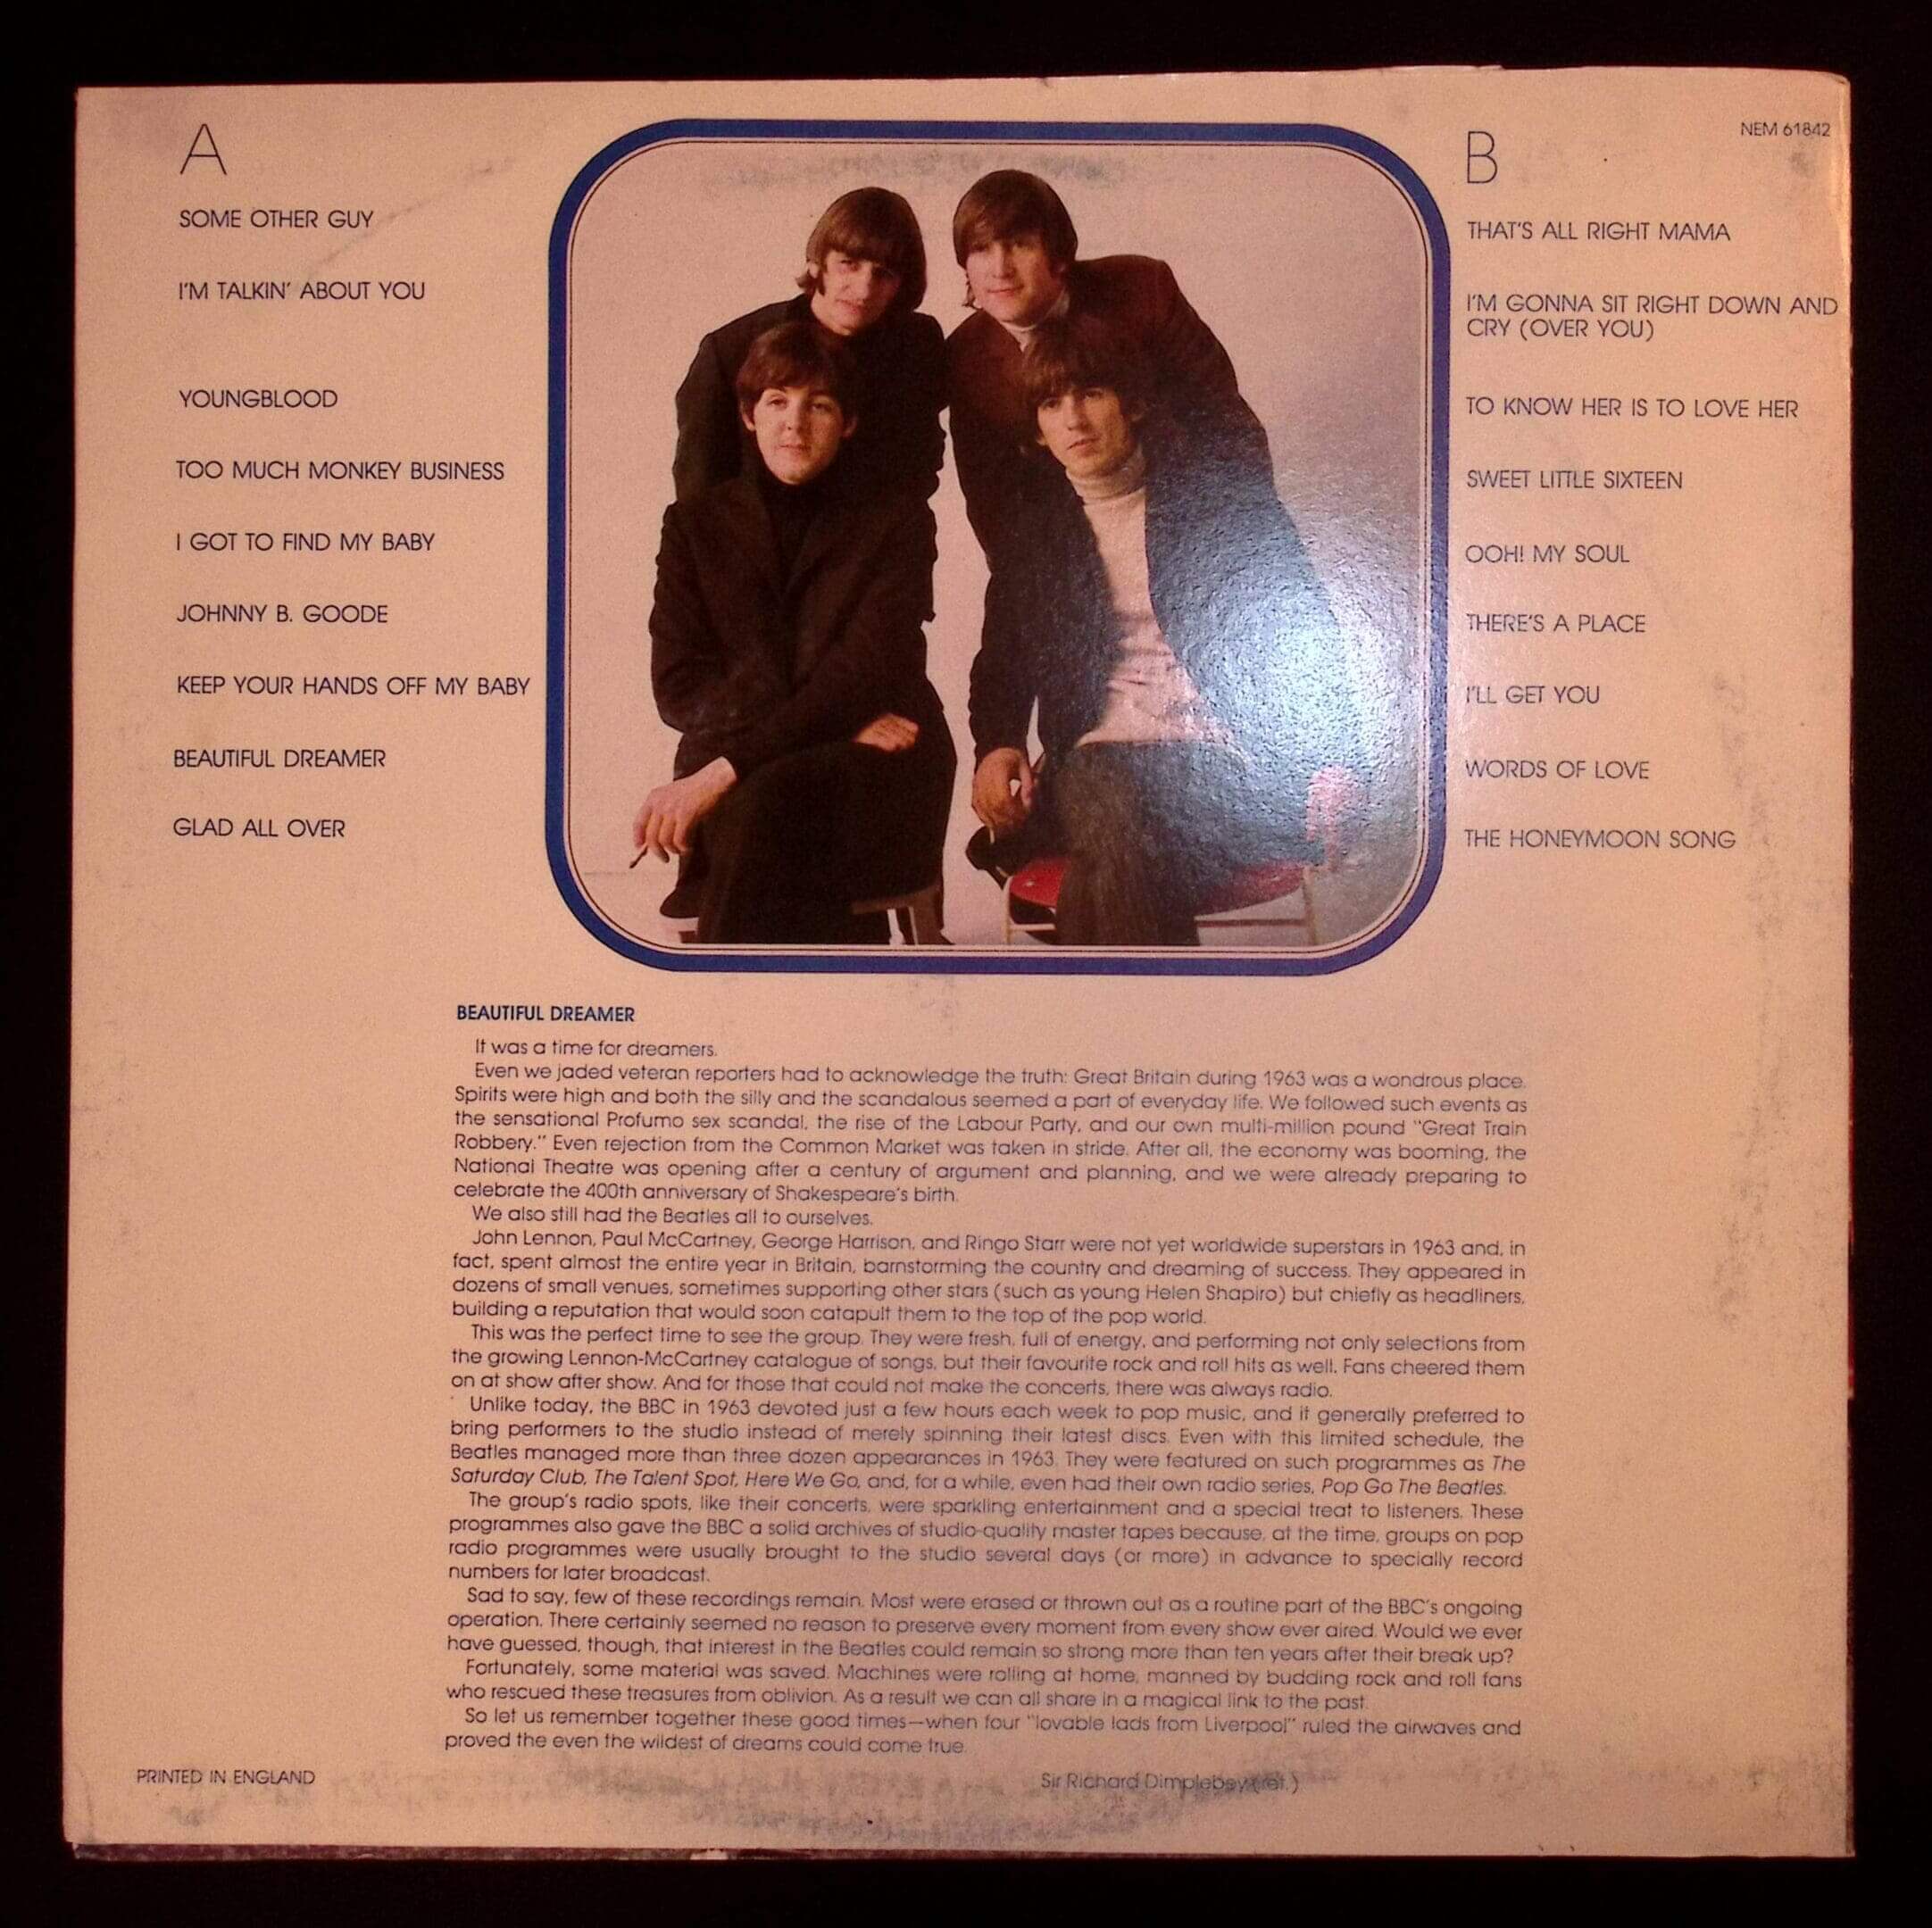 A
SOME OTHER GUY
I'M TALKIN' ABOUT YOU
YOUNGBLOOD
TOO MUCH MONKEY BUSINESS
I GOT TO FIND MY BABY
JOHNNY B. GOODE
KEEP YOUR HANDS OFF MY BABY
BEAUTIFUL DREAMER
GLAD ALL OVER
NEM 61842
B
THAT'S ALL RIGHT MAMA
I'M GONNA SIT RIGHT DOWN AND
CRY (OVER YOU)
TO KNOW HER IS TO LOVE HER
SWEET LITTLE SIXTEEN
OOH! MY SOUL
THERE'S A PLACE
I'LL GET YOU
WORDS OF LOVE
THE HONEYMOON SONG
BEAUTIFUL DREAMER
It was a time for dreamers.
Even we jaded veteran reporters had to acknowledge the truth: Great Britain during 1963 was a wondrous place.
Spirits were high and both the silly and the scandalous seemed a part of everyday life. We followed such events as
the sensational Profumo sex scandal, the rise of the Labour Party, and our own multi-million pound "Great Train
Robbery." Even rejection from the Common Market was taken in stride. After all, the economy was booming, the
National Theatre was opening after a century of argument and planning, and we were already preparing to
celebrate the 400th anniversary of Shakespeare's birth.
We also still had the Beatles all to ourselves.
John Lennon, Paul McCartney, George Harrison, and Ringo Starr were not yet worldwide superstars in 1963 and, in
fact, spent almost the entire year in Britain, barnstorming the country and dreaming of success. They appeared in
dozens of small venues, sometimes supporting other stars (such as young Helen Shapiro) but chiefly as headliners,
building a reputation that would soon catapult them to the top of the pop world.
This was the perfect time to see the group. They were fresh, full of energy, and performing not only selections from
the growing Lennon-McCartney catalogue of songs, but their favourite rock and roll hits as well. Fans cheered them
on at show after show. And for those that could not make the concerts, there was always radio.
Unlike today, the BBC in 1963 devoted just a few hours each week to pop music, and it generally preferred to
bring performers to the studio instead of merely spinning their latest discs. Even with this limited schedule, the
Beatles managed more than three dozen appearances in 1963. They were featured on such programmes as The
Saturday Club, The Talent Spot, Here We Go, and, for a while, even had their own radio series, Pop Go The Beatles.
The group's radio spots, like their concerts, were sparkling entertainment and a special treat to listeners. These
programmes also gave the BBC a solid archives of studio-quality master tapes because, at the time, groups on pop
radio programmes were usually brought to the studio several days (or more) in advance to specially record
numbers for later broadcast.
Sad to say, few of these recordings remain. Most were erased or thrown out as a routine part of the BBC's ongoing
operation. There certainly seemed no reason to preserve every moment from every show ever aired. Would we ever
have guessed, though, that interest in the Beatles could remain so strong more than ten years after their break up?
Fortunately, some material was saved. Machines were rolling at home, manned by budding rock and roll fans
who rescued these treasures from oblivion. As a result we can all share in a magical link to the past.
So let us remember together these good times—when four "lovable lads from Liverpool" ruled the airwaves and
proved the even the wildest of dreams could come true.
PRINTED IN ENGLAND
Sir Richard Dimplebey (ret.)